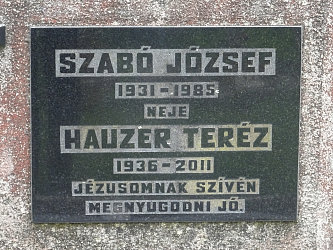 SZABÓ JÓZSEF
1931-1985
NEJE
HAUZER TERÉZ
1936-2011
JÉZUSOMNAK SZÍVÉN
MEGNYUGODNI JÓ.